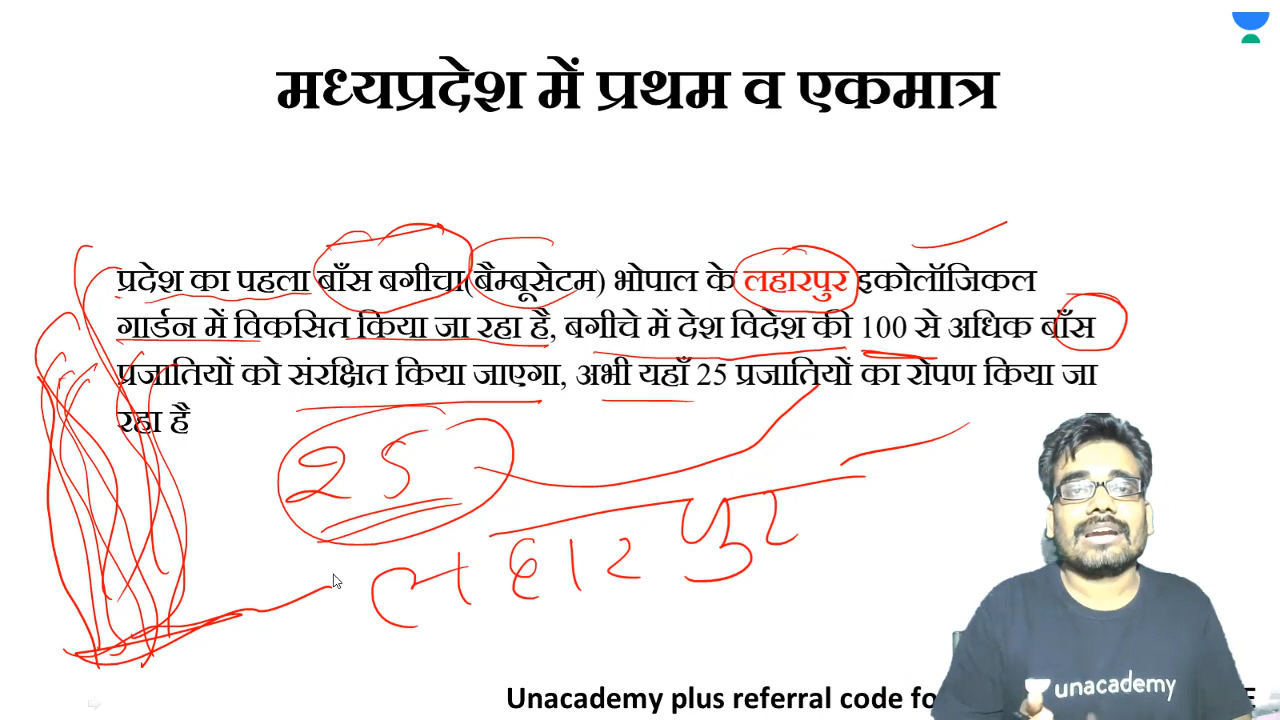 मध्यप्रदेश में प्रथम व एकमात्र
प्रदेश का पहला बाँस बगीचा(बैम्बूसेटम) भोपाल के लहारपुर इकोलॉजिकल
गार्डन में विकसित किया जा रहा है, बगीचे में देश विदेश की 100 से अधिक बाँस
प्रजातियों को संरक्षित किया जाएगा, अभी यहाँ 25 प्रजातियों का रोपण किया जा
रहा है
25
लहारपुर
unacademy
Unacademy plus referral code